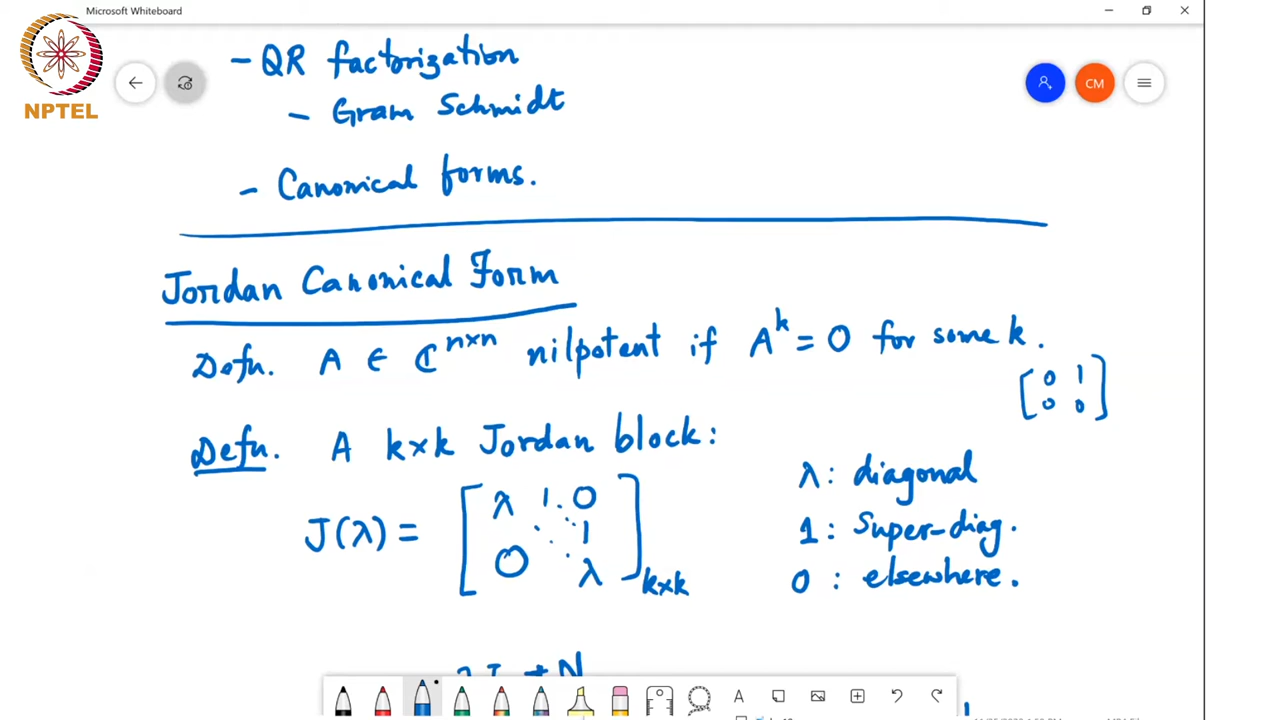 Microsoft Whiteboard
NPTEL
CM
- QR factorization
- Gram Schmidt
- Canonical forms.
Jordan Canonical Form
Defn. A ∈ ℂ^{n×n} nilpotent if A^k = 0 for some k.
[0 1
0 0]
Defn. A k×k Jordan block:
J(λ) = [λ 1 . 0
⋱ ⋱ 1
0 λ]_{k×k}
λ: diagonal
1: Super-diag.
0: elsewhere.
+ N
A